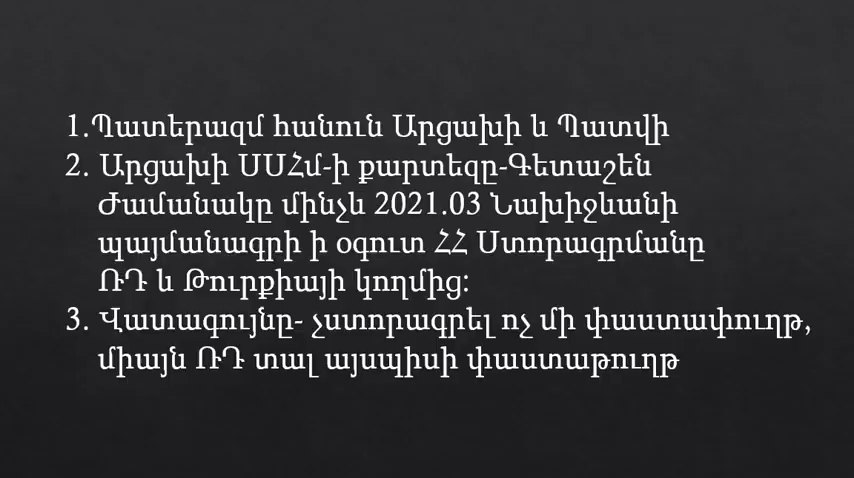 1.Պատերազմ հանուն Արցախի և Պատվի
2. Արցախի ՍՍՀմ-ի քարտեզը-Գետաշեն
Ժամանակը մինչև 2021.03 Նախիջևանի
պայմանագրի ի օգուտ ՀՀ Ստորագրմանը
ՌԴ և Թուրքիայի կողմից:
3. Վատագույնը- չստորագրել ոչ մի փաստափուղթ,
միայն ՌԴ տալ այսպիսի փաստաթուղթ